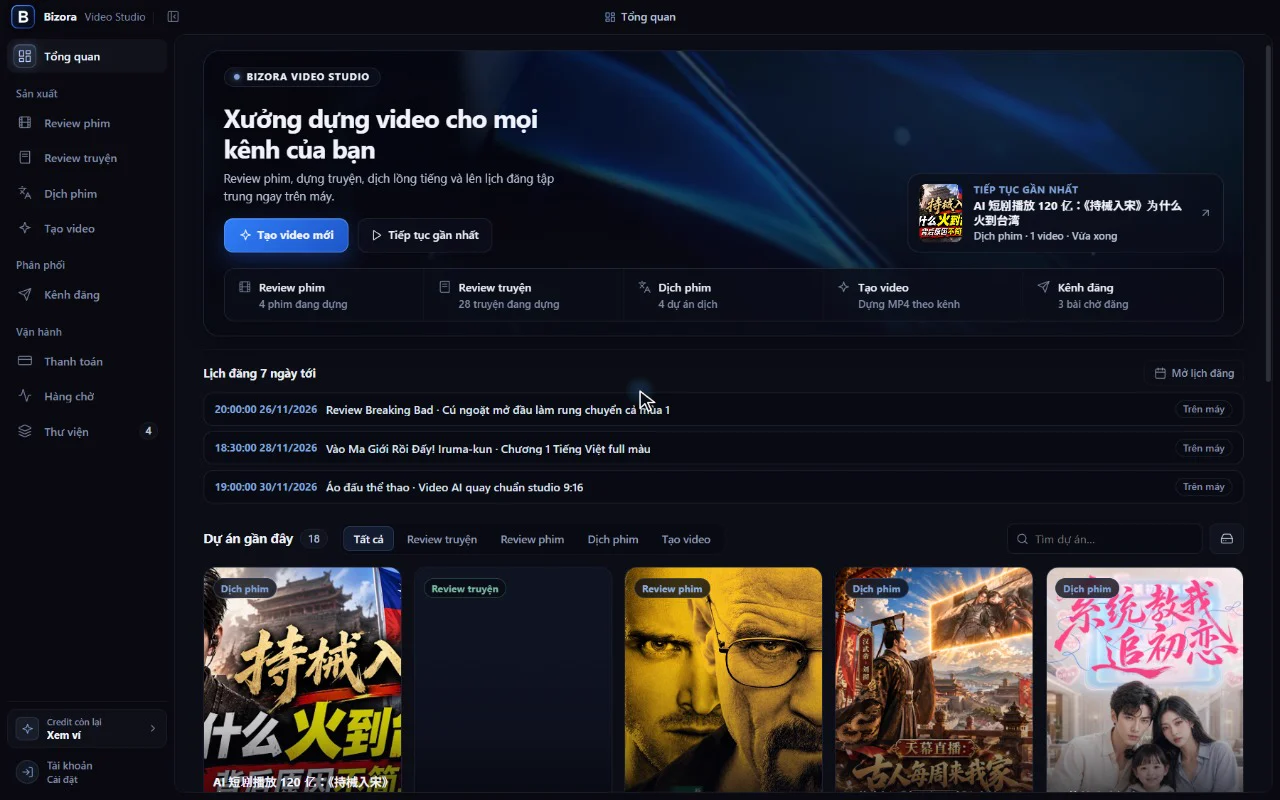 Bizora Video Studio
Tổng quan
Tổng quan
Sản xuất
Review phim
Review truyện
Dịch phim
Tạo video
Phân phối
Kênh đăng
Vận hành
Thanh toán
Hàng chờ
Thư viện 4
Credit còn lại
Xem ví
Tài khoản
Cài đặt
BIZORA VIDEO STUDIO
Xưởng dựng video cho mọi
kênh của bạn
Review phim, dựng truyện, dịch lồng tiếng và lên lịch đăng tập
trung ngay trên máy.
Tạo video mới
Tiếp tục gần nhất
TIẾP TỤC GẦN NHẤT
AI 短剧播放 120 亿：《持械入宋》为什么
火到台湾
Dịch phim · 1 video · Vừa xong
Review phim
4 phim đang dựng
Review truyện
28 truyện đang dựng
Dịch phim
4 dự án dịch
Tạo video
Dựng MP4 theo kênh
Kênh đăng
3 bài chờ đăng
Lịch đăng 7 ngày tới
Mở lịch đăng
20:00:00 26/11/2026 Review Breaking Bad · Cú ngoặt mở đầu làm rung chuyển cả mùa 1
Trên máy
18:30:00 28/11/2026 Vào Ma Giới Rồi Đấy! Iruma-kun · Chương 1 Tiếng Việt full màu
Trên máy
19:00:00 30/11/2026 Áo đấu thể thao · Video AI quay chuẩn studio 9:16
Trên máy
Dự án gần đây 18
Tất cả
Review truyện
Review phim
Dịch phim
Tạo video
Tìm dự án...
Dịch phim
持械入
什么火到台
背后原因不简
AI 短剧播放 120 亿：《持械入宋》
Review truyện
Review phim
Dịch phim
天幕直播：
古人每周来我家
Dịch phim
系统教我
追初恋